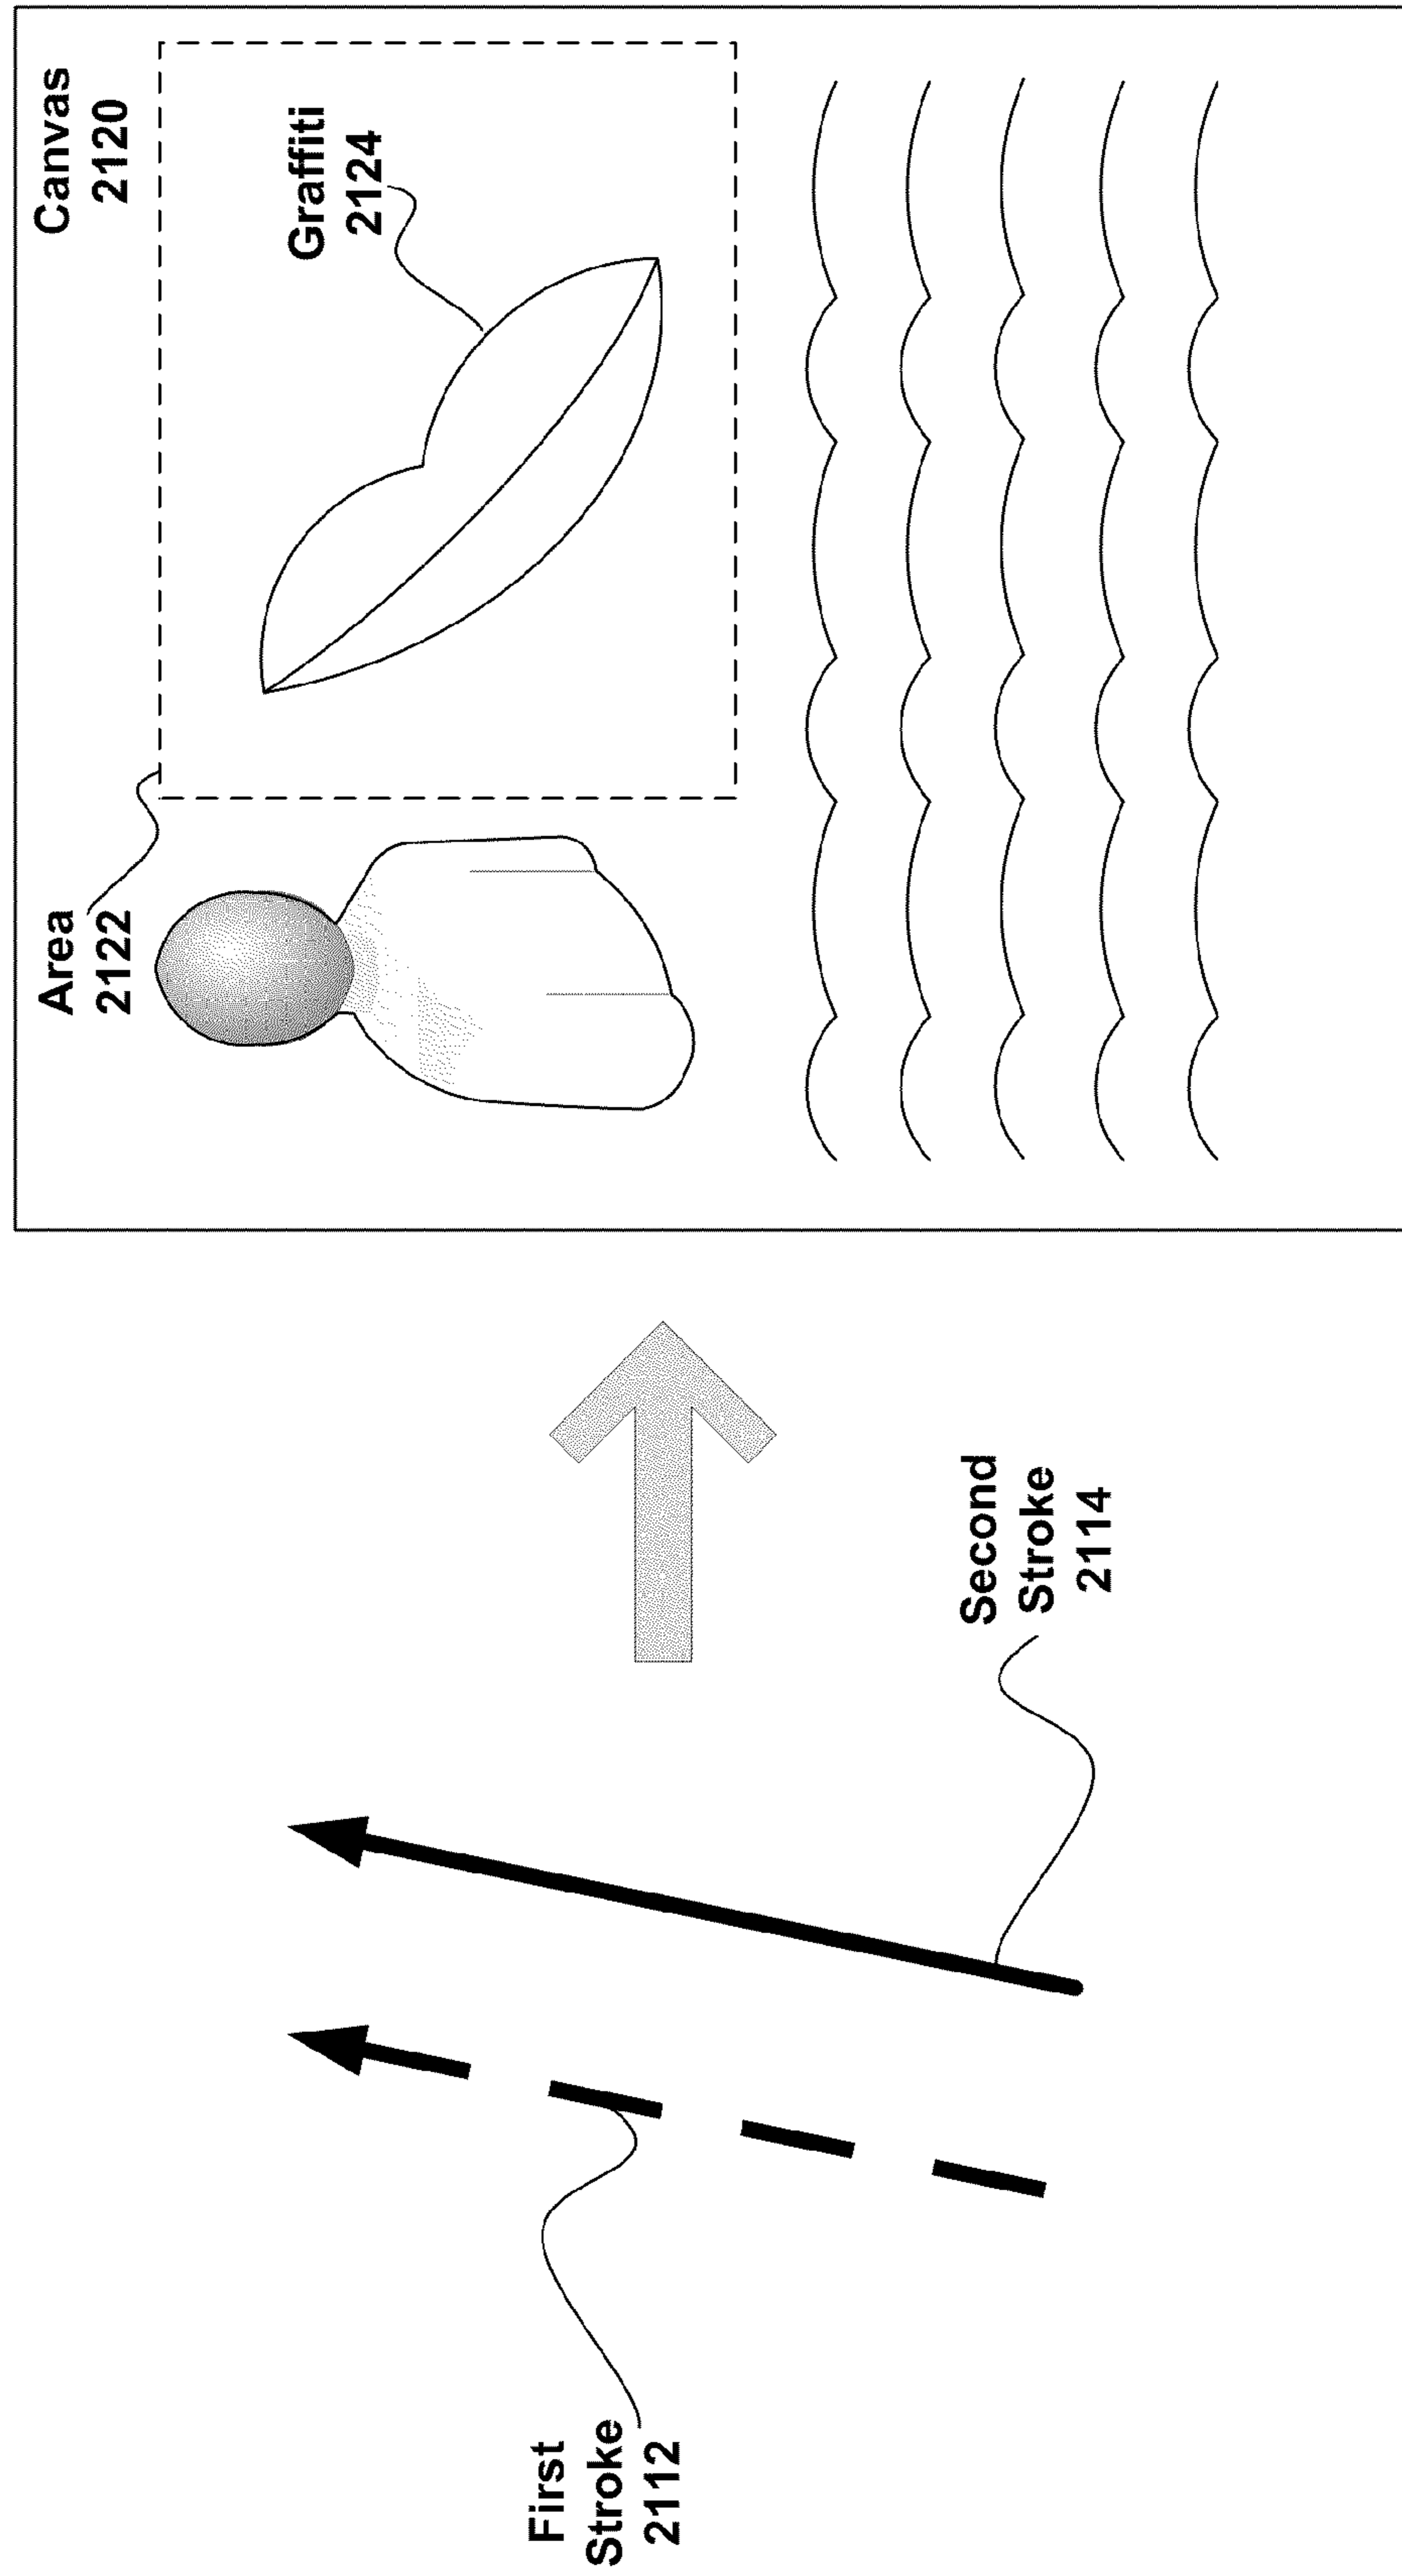 First
Stroke
2112
Second
Stroke
2114
Area
2122
Canvas
2120
Graffiti
2124